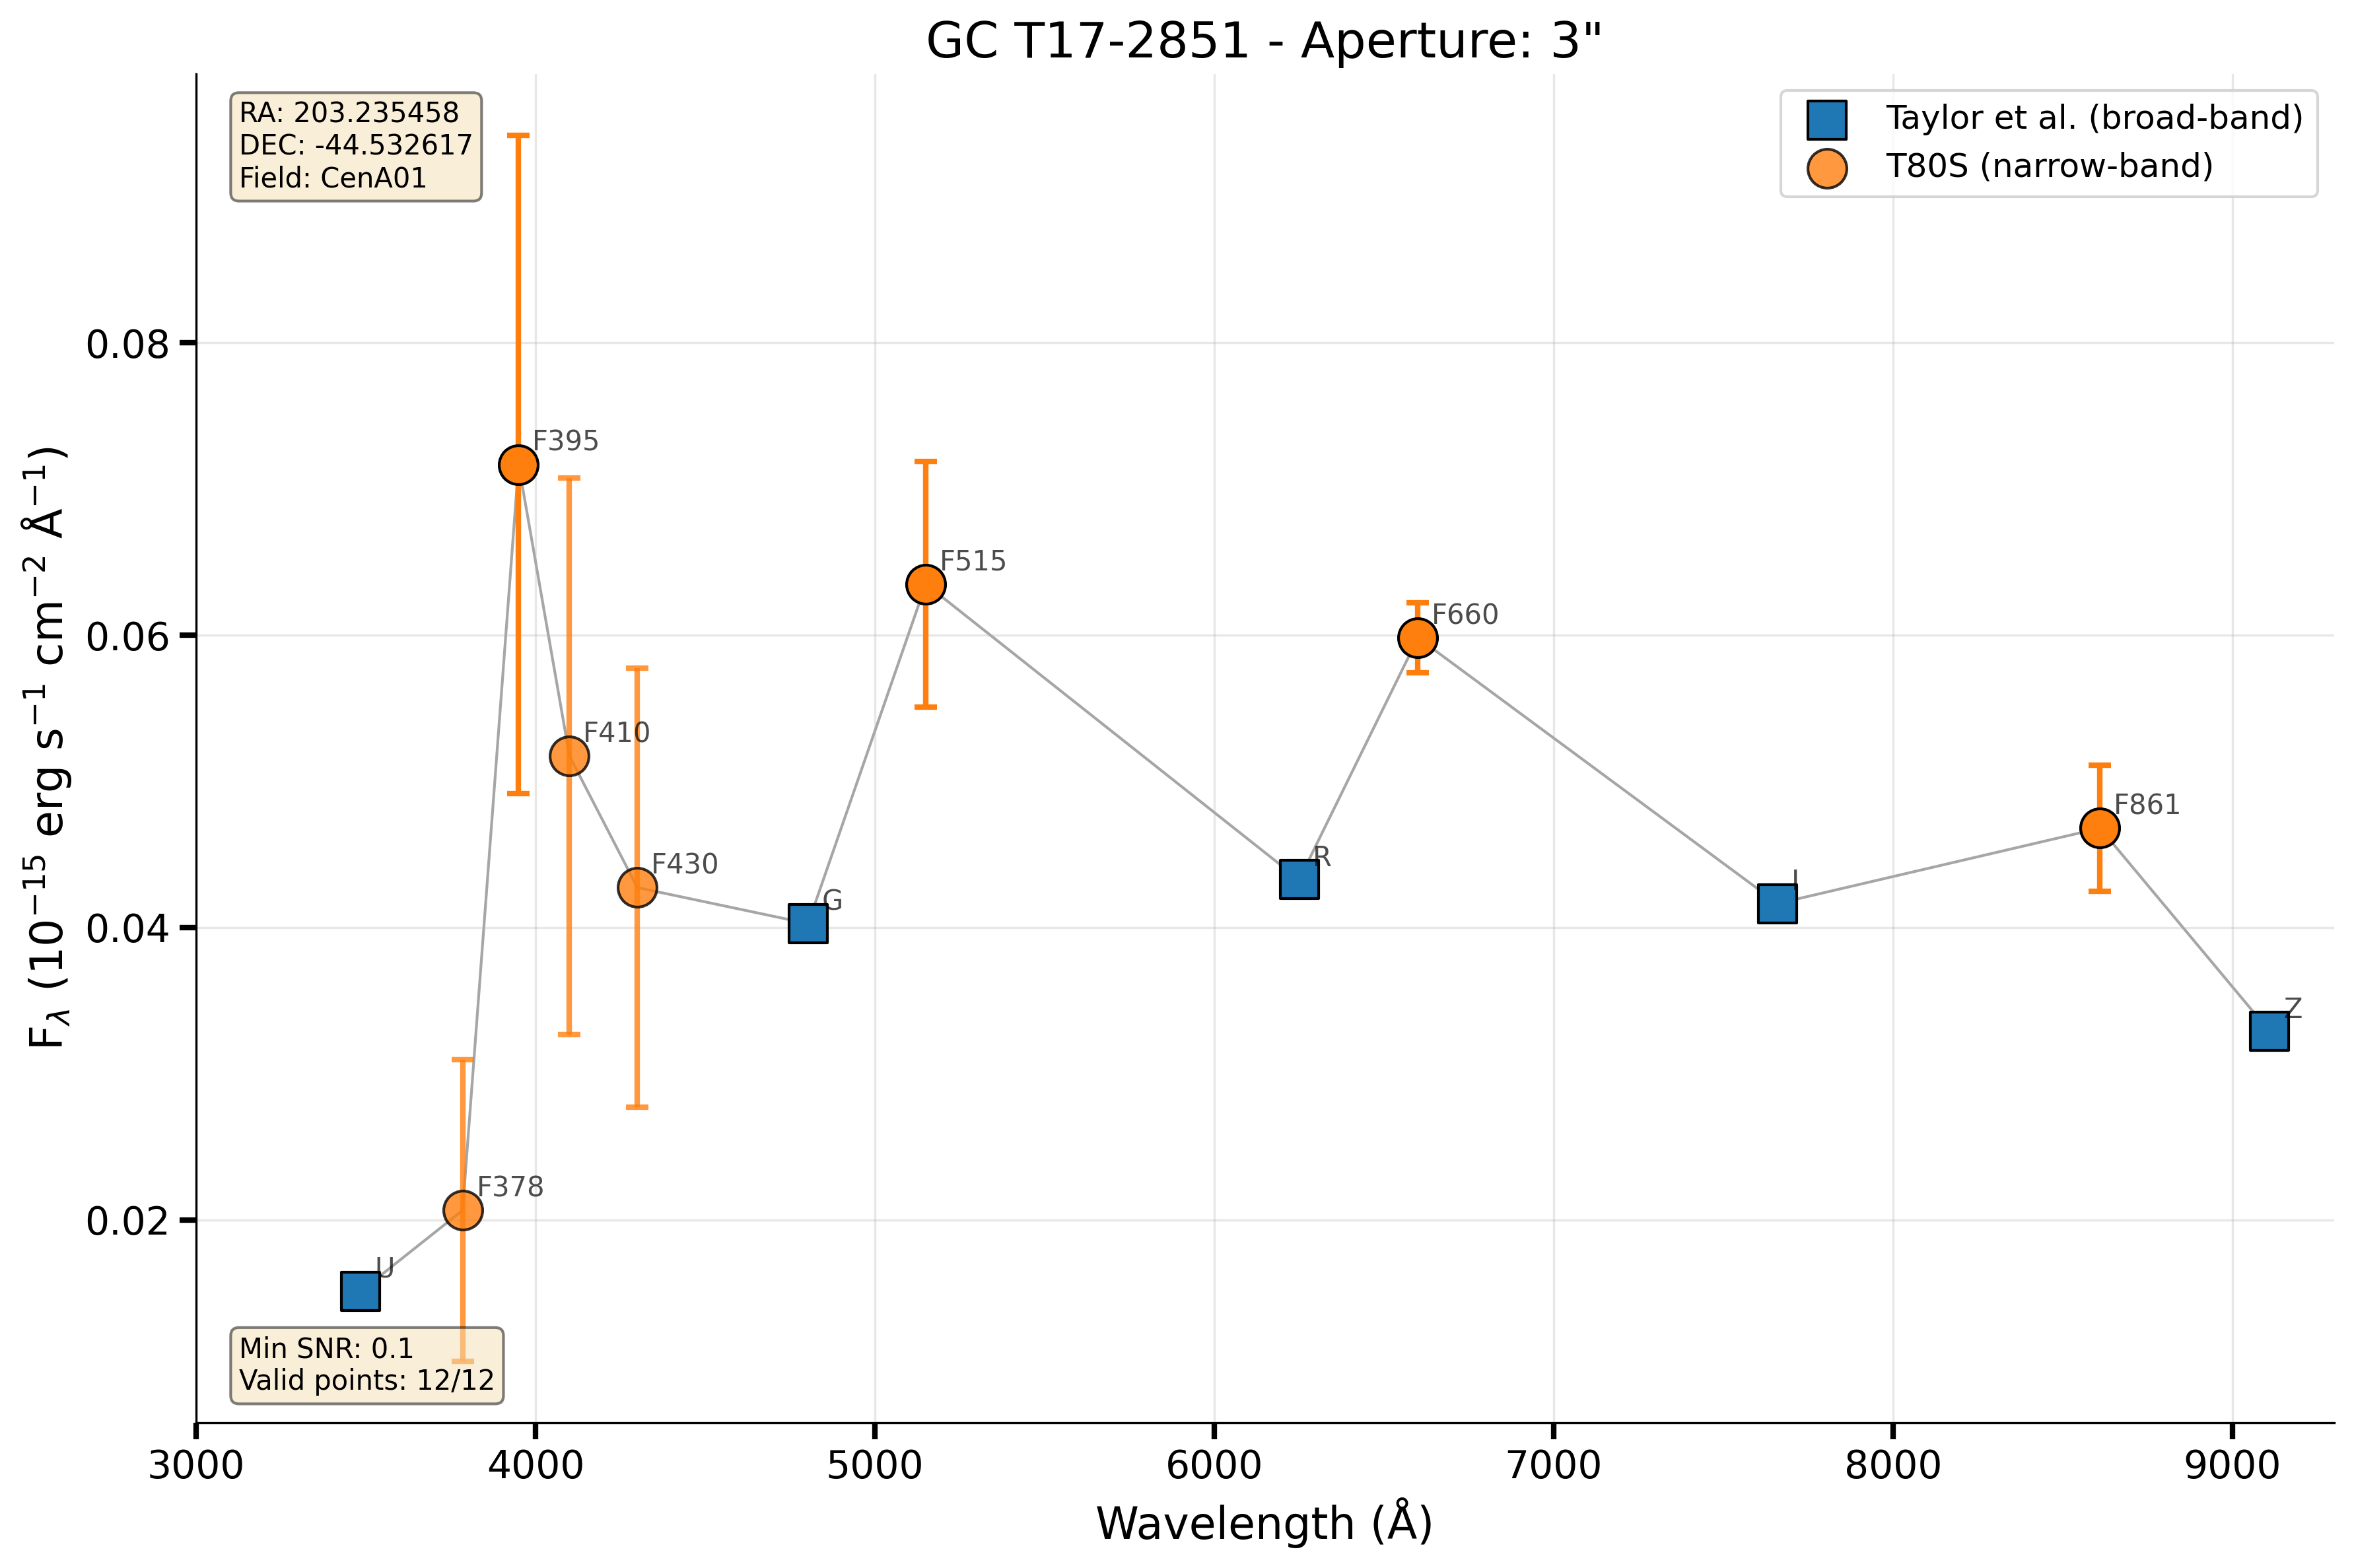 GC T17-2851 - Aperture: 3"
RA: 203.235458
DEC: -44.532617
Field: CenA01
Taylor et al. (broad-band)
T80S (narrow-band)
F395
F410
F430
F378
F515
F660
F861
U
G
R
I
Z
Min SNR: 0.1
Valid points: 12/12
0.08
0.06
0.04
0.02
F_λ (10⁻¹⁵ erg s⁻¹ cm⁻² Å⁻¹)
3000 4000 5000 6000 7000 8000 9000
Wavelength (Å)